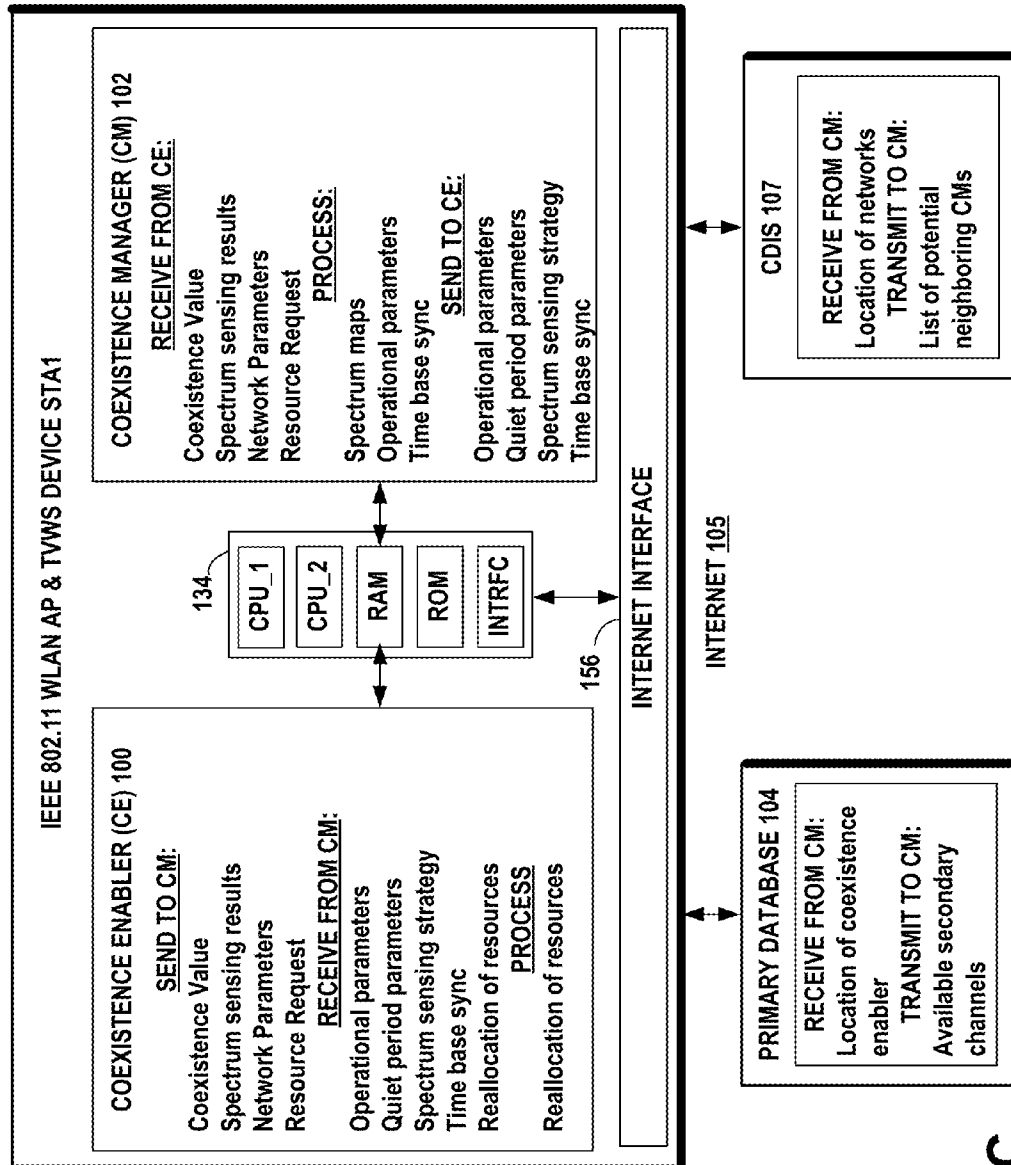 IEEE 802.11 WLAN AP & TVWS DEVICE STA1
COEXISTENCE ENABLER (CE) 100
SEND TO CM:
Coexistence Value
Spectrum sensing results
Network Parameters
Resource Request
RECEIVE FROM CM:
Operational parameters
Quiet period parameters
Spectrum sensing strategy
Time base sync
Reallocation of resources
PROCESS
Reallocation of resources
134
CPU_1
CPU_2
RAM
ROM
INTRFC
COEXISTENCE MANAGER (CM) 102
RECEIVE FROM CE:
Coexistence Value
Spectrum sensing results
Network Parameters
Resource Request
PROCESS:
Spectrum maps
Operational parameters
Time base sync
SEND TO CE:
Operational parameters
Quiet period parameters
Spectrum sensing strategy
Time base sync
156
INTERNET INTERFACE
INTERNET 105
PRIMARY DATABASE 104
RECEIVE FROM CM:
Location of coexistence
enabler
TRANSMIT TO CM:
Available secondary
channels
CDIS 107
RECEIVE FROM CM:
Location of networks
TRANSMIT TO CM:
List of potential
neighboring CMs